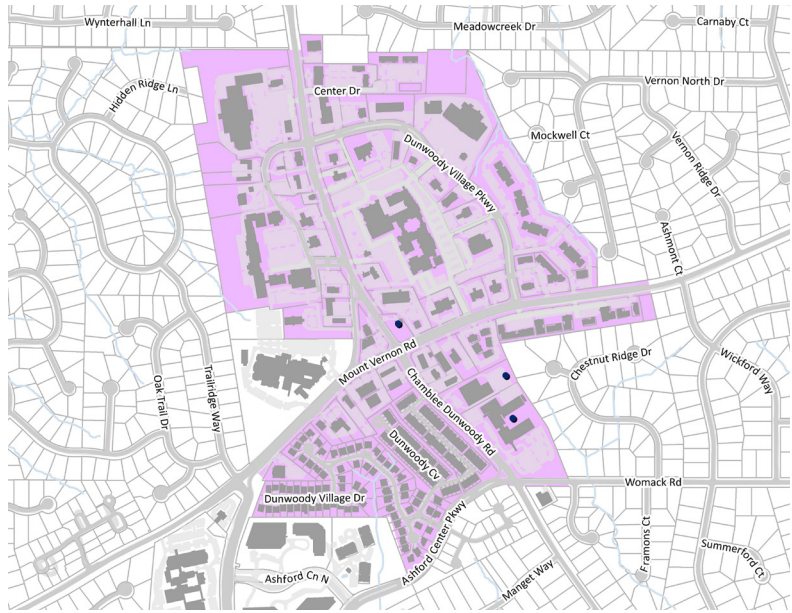 Wynterhall Ln
Meadowcreek Dr
Carnaby Ct
Hidden Ridge Ln
Center Dr
Vernon North Dr
Mockwell Ct
Dunwoody Village Pkwy
Vernon Ridge Dr
Ashmont Ct
Mount Vernon Rd
Chestnut Ridge Dr
Wickford Way
Oak Trail Dr
Trailridge Way
Chamblee Dunwoody Rd
Dunwoody Cv
Womack Rd
Dunwoody Village Dr
Ashford Center Pkwy
Framons Ct
Summerford Ct
Ashford Cn N
Manget Way